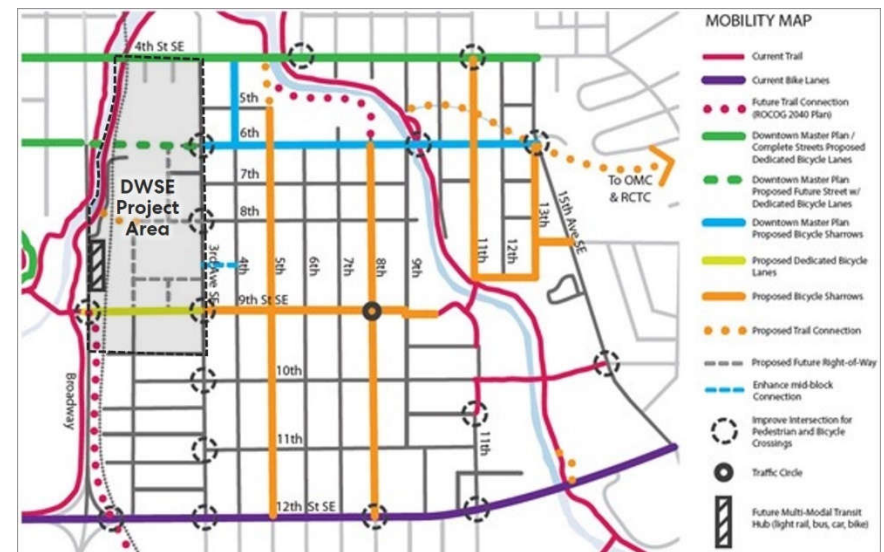 MOBILITY MAP
4th St SE
5th
6th
7th
8th
DWSE
Project
Area
3rd Ave SE
4th
5th
6th
7th
8th
9th
11th
12th
13th
15th Ave SE
To OMC
& RCTC
9th St SE
10th
Broadway
11th
11th
12th St SE
Current Trail
Current Bike Lanes
Future Trail Connection
(ROCOG 2040 Plan)
Downtown Master Plan /
Complete Streets Proposed
Dedicated Bicycle Lanes
Downtown Master Plan
Proposed Future Street w/
Dedicated Bicycle Lanes
Downtown Master Plan
Proposed Bicycle Sharrows
Proposed Dedicated Bicycle
Lanes
Proposed Bicycle Sharrows
Proposed Trail Connection
Proposed Future Right-of-Way
Enhance mid-block
Connection
Improve Intersection for
Pedestrian and Bicycle
Crossings
Traffic Circle
Future Multi-Modal Transit
Hub (light rail, bus, car, bike)